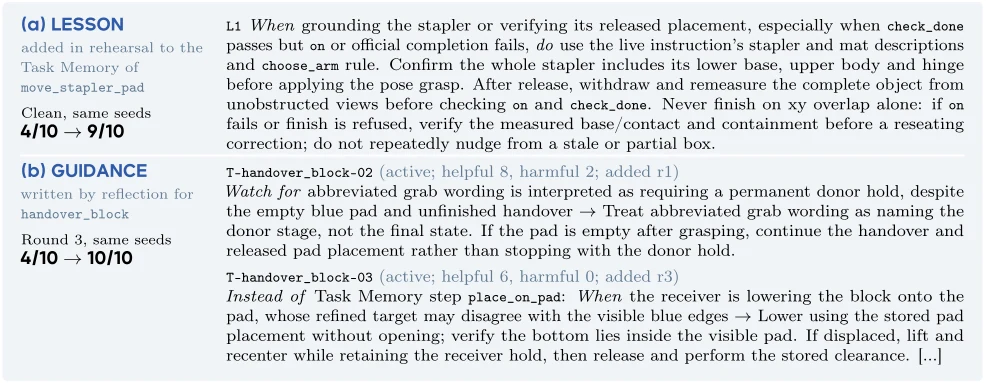 (a) LESSON
added in rehearsal to the
Task Memory of
move_stapler_pad
Clean, same seeds
4/10 → 9/10
L1 When grounding the stapler or verifying its released placement, especially when check_done
passes but on or official completion fails, do use the live instruction's stapler and mat descriptions
and choose_arm rule. Confirm the whole stapler includes its lower base, upper body and hinge
before applying the pose grasp. After release, withdraw and remeasure the complete object from
unobstructed views before checking on and check_done. Never finish on xy overlap alone: if on
fails or finish is refused, verify the measured base/contact and containment before a reseating
correction; do not repeatedly nudge from a stale or partial box.
(b) GUIDANCE
written by reflection for
handover_block
Round 3, same seeds
4/10 → 10/10
T-handover_block-02 (active; helpful 8, harmful 2; added r1)
Watch for abbreviated grab wording is interpreted as requiring a permanent donor hold, despite
the empty blue pad and unfinished handover → Treat abbreviated grab wording as naming the
donor stage, not the final state. If the pad is empty after grasping, continue the handover and
released pad placement rather than stopping with the donor hold.
T-handover_block-03 (active; helpful 6, harmful 0; added r3)
Instead of Task Memory step place_on_pad: When the receiver is lowering the block onto the
pad, whose refined target may disagree with the visible blue edges → Lower using the stored pad
placement without opening; verify the bottom lies inside the visible pad. If displaced, lift and
recenter while retaining the receiver hold, then release and perform the stored clearance. [...]